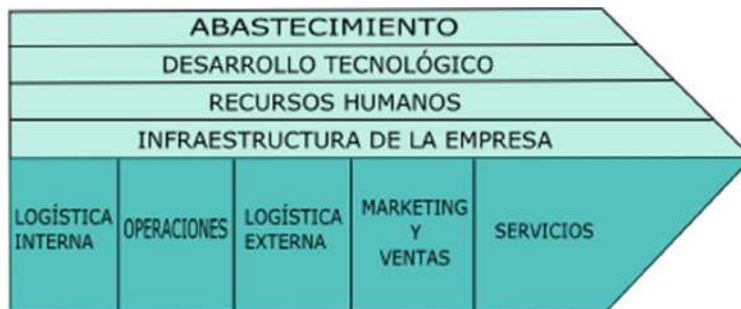 ABASTECIMIENTO
DESARROLLO TECNOLÓGICO
RECURSOS HUMANOS
INFRAESTRUCTURA DE LA EMPRESA
LOGÍSTICA
INTERNA
OPERACIONES
LOGÍSTICA
EXTERNA
MARKETING
Y
VENTAS
SERVICIOS